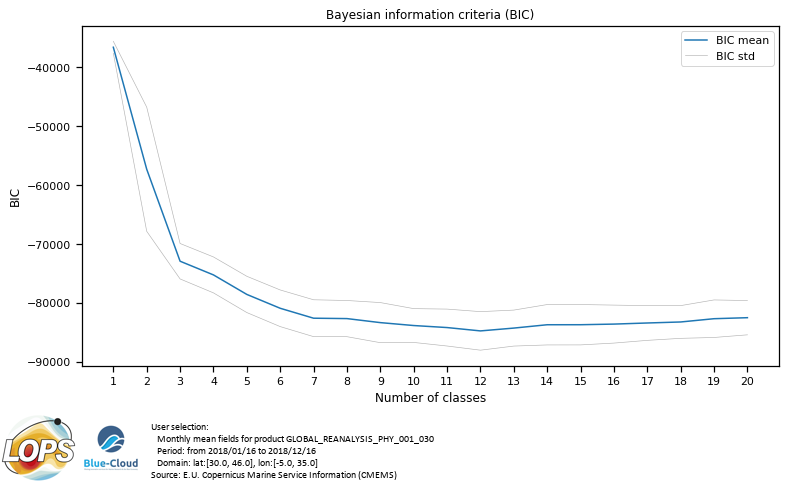 Bayesian information criteria (BIC)
BIC mean
BIC std
−40000
−50000
−60000
−70000
−80000
−90000
BIC
1 2 3 4 5 6 7 8 9 10 11 12 13 14 15 16 17 18 19 20
Number of classes
LOPS
Blue-Cloud
User selection:
Monthly mean fields for product GLOBAL_REANALYSIS_PHY_001_030
Period: from 2018/01/16 to 2018/12/16
Domain: lat:[30.0, 46.0], lon:[-5.0, 35.0]
Source: E.U. Copernicus Marine Service Information (CMEMS)